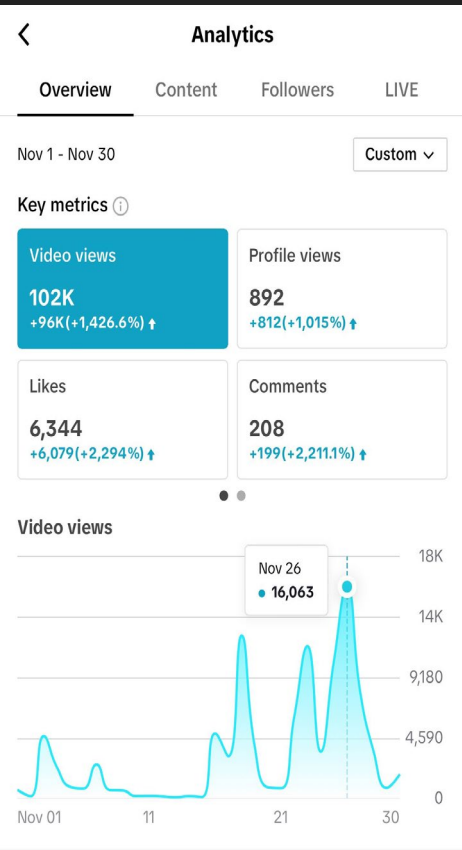 Analytics
Overview Content Followers LIVE
Nov 1 - Nov 30 Custom
Key metrics
Video views
102K
+96K(+1,426.6%)
Profile views
892
+812(+1,015%)
Likes
6,344
+6,079(+2,294%)
Comments
208
+199(+2,211.1%)
Video views
Nov 26
16,063
18K
14K
9,180
4,590
0
Nov 01 11 21 30